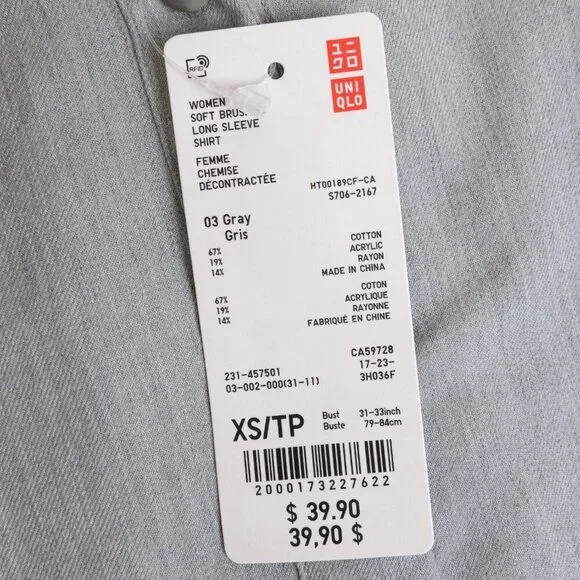 RFID
ユニ
クロ
UNI
QLO
WOMEN
SOFT
LONG SLEEVE
SHIRT
FEMME
CHEMISE
DÉCONTRACTÉE
HT00189CF-CA
S706-2167
03 Gray
Gris
67% COTTON
19% ACRYLIC
14% RAYON
MADE IN CHINA
67% COTON
19% ACRYLIQUE
14% RAYONNE
FABRIQUÉ EN CHINE
CA59728
231-457501 17-23-
03-002-000(31-11) 3H036F
XS/TP
Bust 31-33inch
Buste 79-84cm
2000173227622
$ 39.90
39,90 $